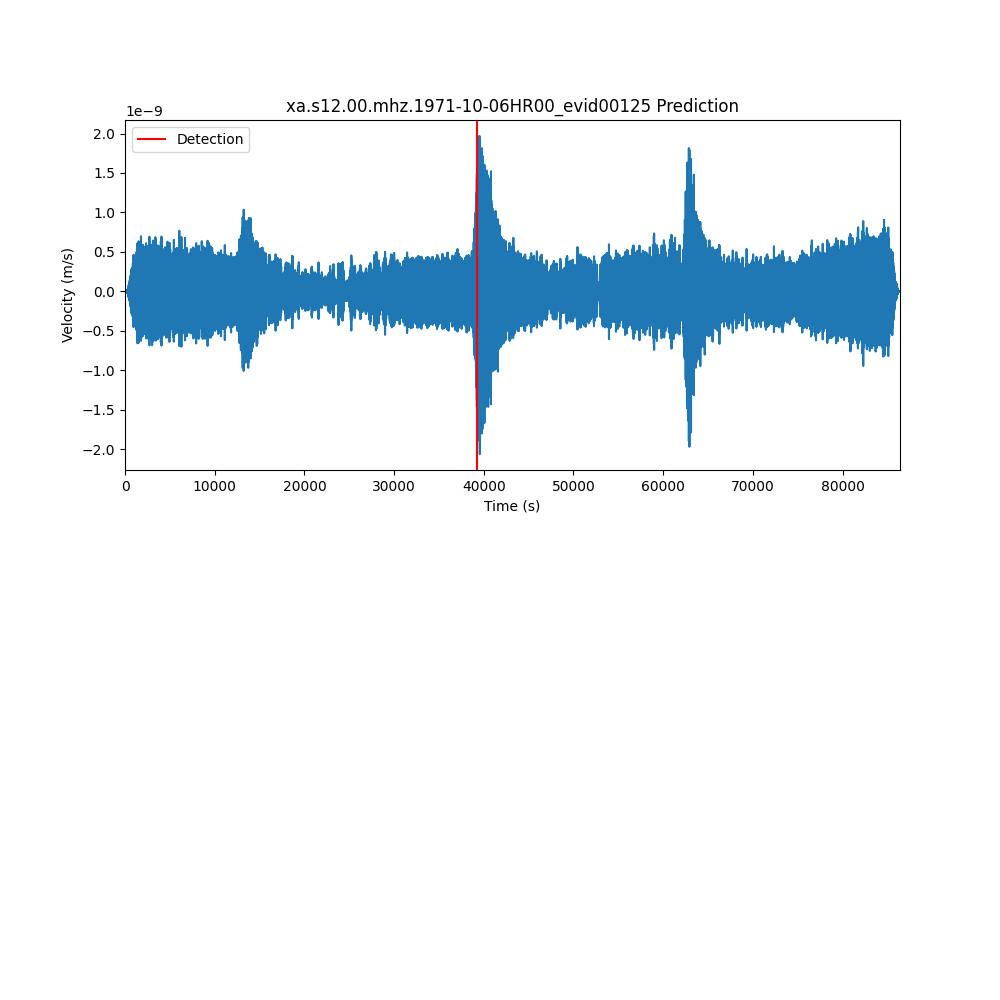 xa.s12.00.mhz.1971-10-06HR00_evid00125 Prediction
1e−9
Detection
2.0
1.5
1.0
0.5
0.0
−0.5
−1.0
−1.5
−2.0
Velocity (m/s)
0 10000 20000 30000 40000 50000 60000 70000 80000
Time (s)